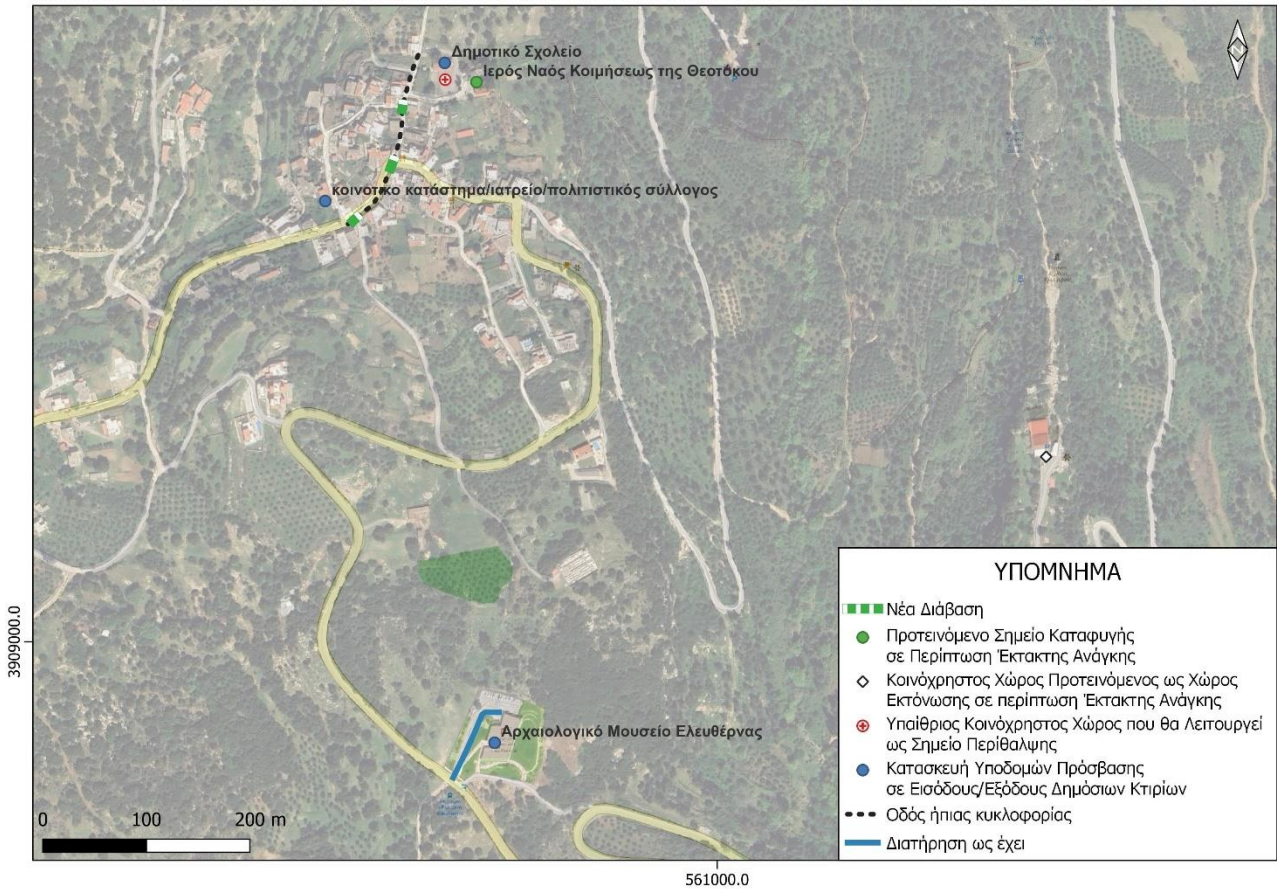 Δημοτικό Σχολείο
Ιερός Ναός Κοιμήσεως της Θεοτόκου
κοινοτικο κατάστημα/ιατρείο/πολιτιστικός σύλλογος
Αρχαιολογικό Μουσείο Ελευθέρνας
3909000.0
0 100 200 m
561000.0
ΥΠΟΜΝΗΜΑ
Νέα Διάβαση
Προτεινόμενο Σημείο Καταφυγής
σε Περίπτωση Έκτακτης Ανάγκης
Κοινόχρηστος Χώρος Προτεινόμενος ως Χώρος
Εκτόνωσης σε περίπτωση Έκτακτης Ανάγκης
Υπαίθριος Κοινόχρηστος Χώρος που θα Λειτουργεί
ως Σημείο Περίθαλψης
Κατασκευή Υποδομών Πρόσβασης
σε Εισόδους/Εξόδους Δημόσιων Κτιρίων
Οδός ήπιας κυκλοφορίας
Διατήρηση ως έχει